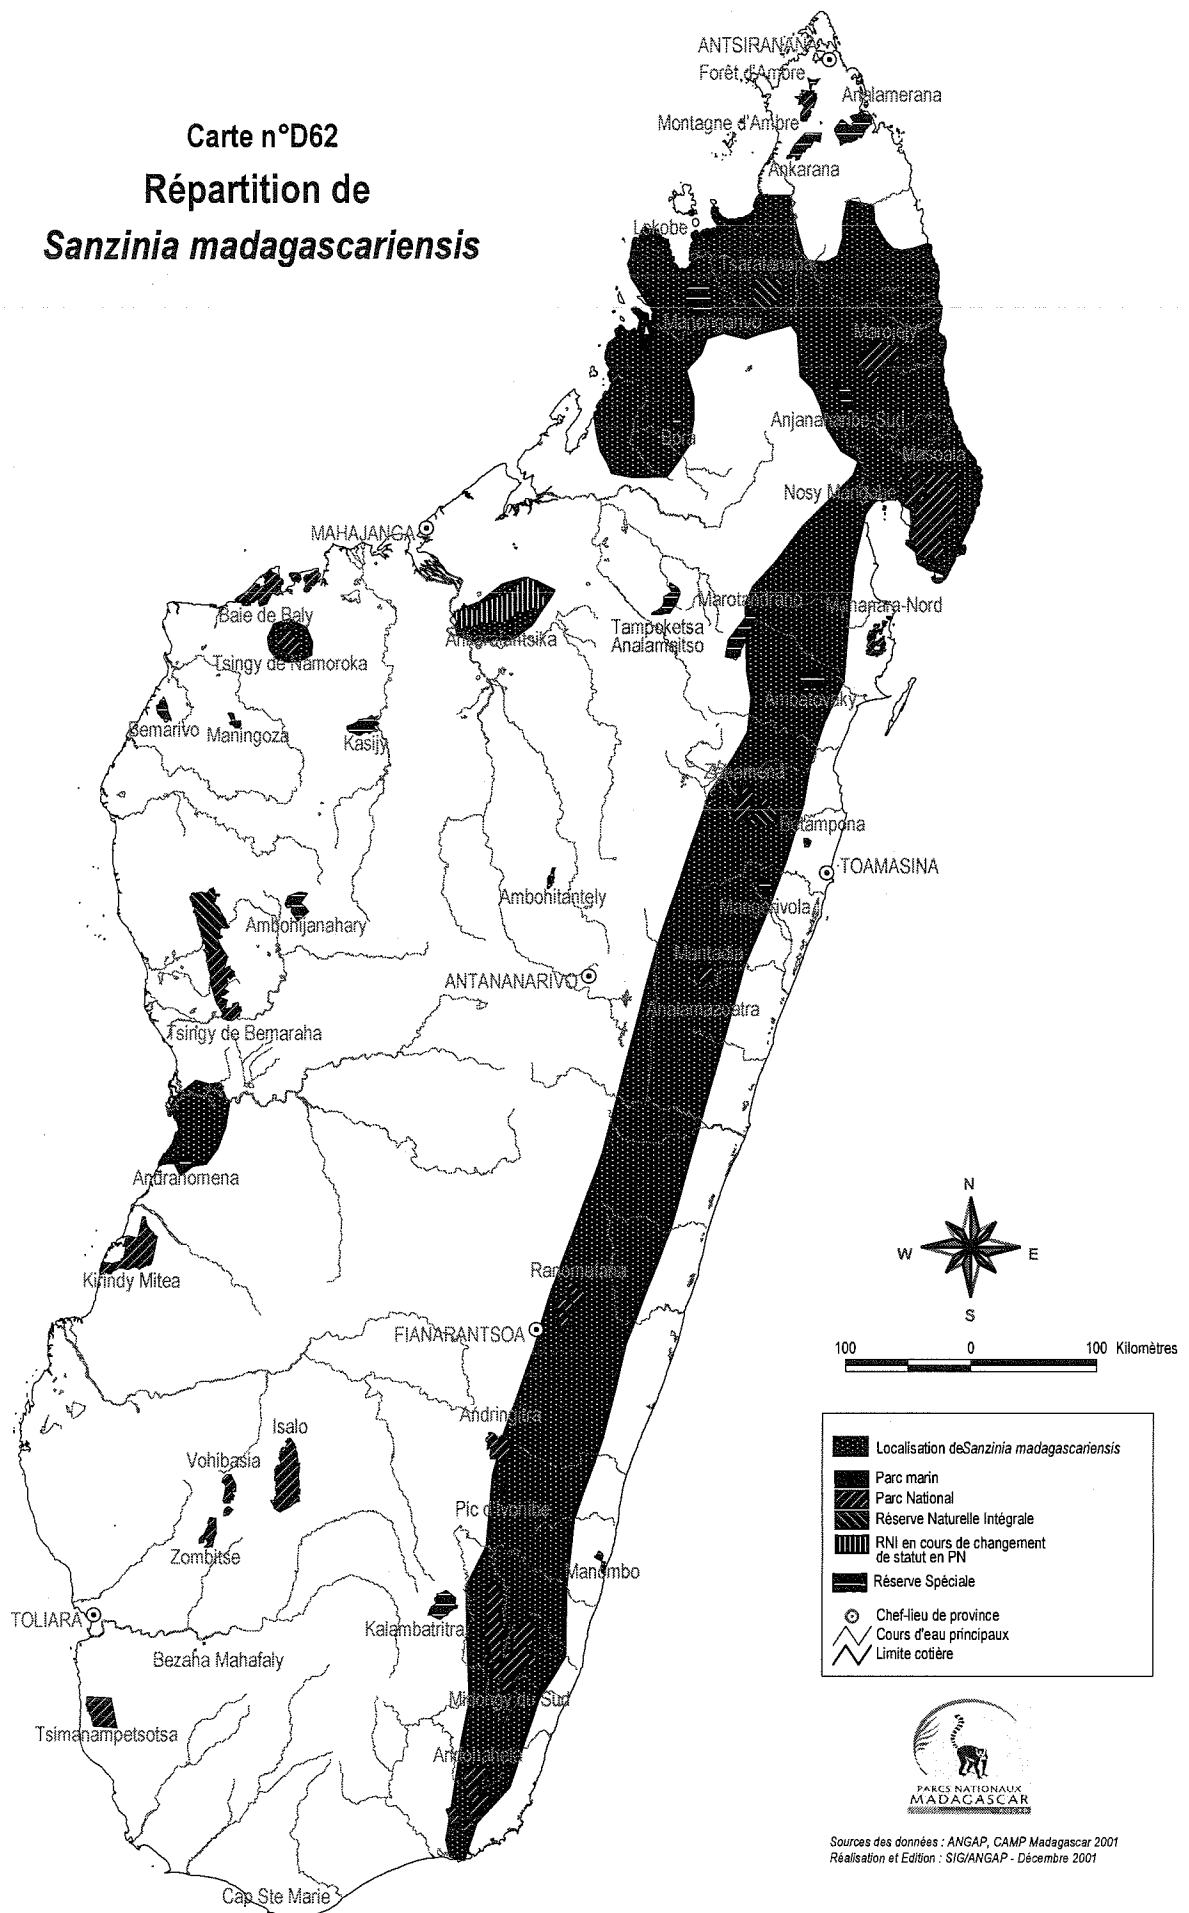 Carte n°D62
Répartition de
Sanzinia madagascariensis
ANTSIRANANA
Forêt d'Ambre
Analamerana
Montagne d'Ambre
Ankarana
Lokobe
Tsaratanana
Manongarivo
Marojejy
Anjanaharibe-Sud
Bora
Masoala
Nosy Mangabe
MAHAJANGA
Baie de Baly
Ankarafantsika
Marotandrano
Mananara-Nord
Tampoketsa
Analamaitso
Tsingy de Namoroka
Ambatovaky
Bemarivo
Maningoza
Kasijy
Zahamena
Betampona
TOAMASINA
Ambohitantely
Mangerivola
Ambohijanahary
Mantadia
ANTANANARIVO
Analamazoatra
Tsingy de Bemaraha
Andranomena
Kirindy Mitea
Ranomafana
FIANARANTSOA
Andringitra
Isalo
Vohibasia
Pic d'Ivohibe
Zombitse
Manombo
TOLIARA
Kalambatritra
Bezaha Mahafaly
Midongy du Sud
Tsimanampetsotsa
Andohahela
Cap Ste Marie
N
W
E
S
100 0 100 Kilomètres
Localisation deSanzinia madagascariensis
Parc marin
Parc National
Réserve Naturelle Intégrale
RNI en cours de changement
de statut en PN
Réserve Spéciale
Chef-lieu de province
Cours d'eau principaux
Limite cotière
PARCS NATIONAUX
MADAGASCAR
Sources des données : ANGAP, CAMP Madagascar 2001
Réalisation et Edition : SIG/ANGAP - Décembre 2001